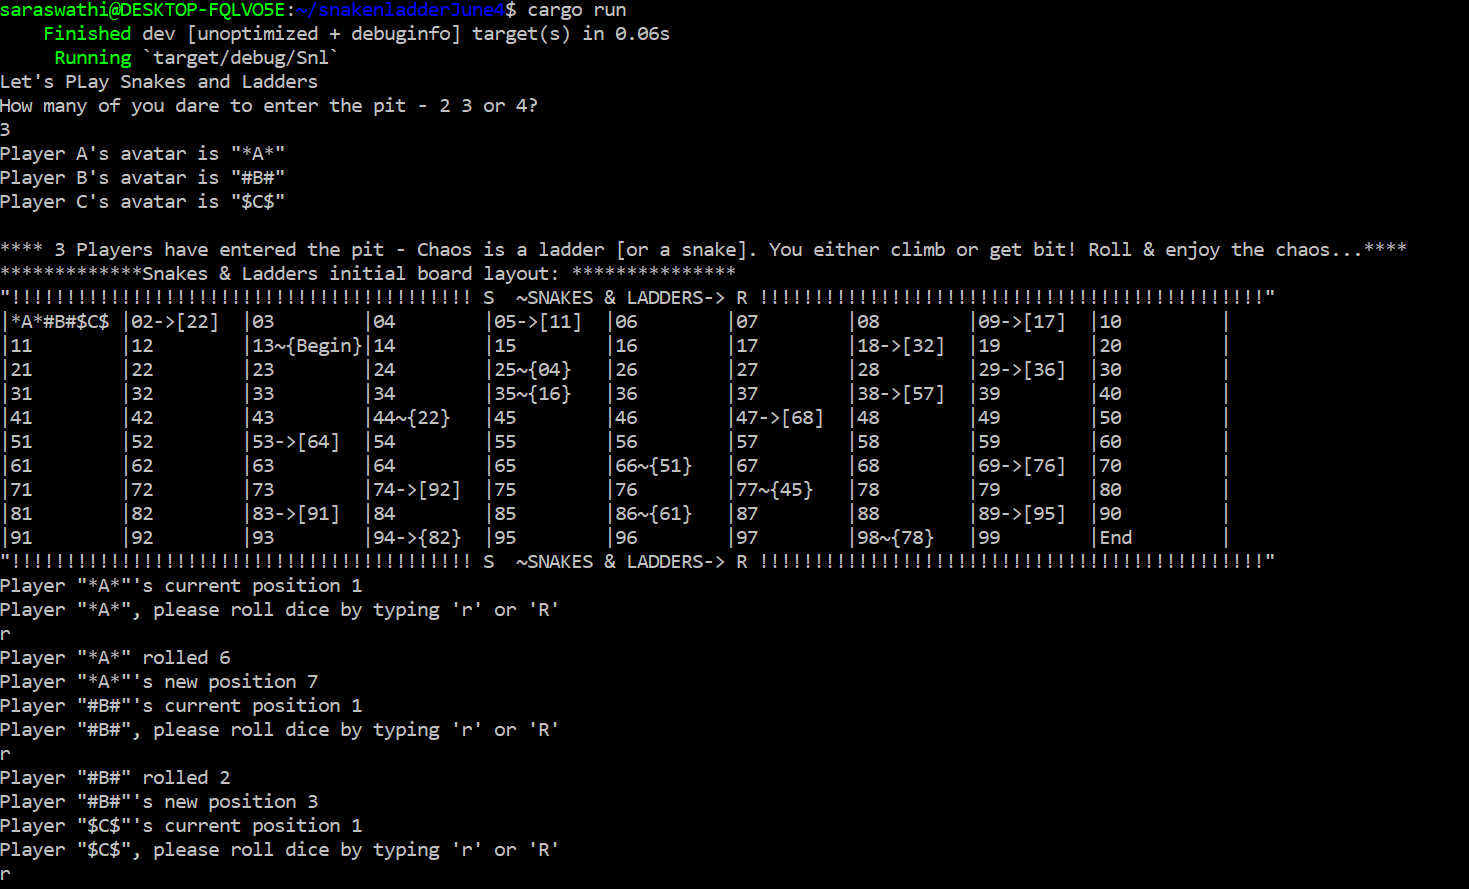 saraswathi@DESKTOP-FQLVO5E:~/snakenladderJune4$ cargo run
    Finished dev [unoptimized + debuginfo] target(s) in 0.06s
     Running `target/debug/Snl`
Let's PLay Snakes and Ladders
How many of you dare to enter the pit - 2 3 or 4?
3
Player A's avatar is "*A*"
Player B's avatar is "#B#"
Player C's avatar is "$C$"

**** 3 Players have entered the pit - Chaos is a ladder [or a snake]. You either climb or get bit! Roll & enjoy the chaos...****
*************Snakes & Ladders initial board layout: ***************
"!!!!!!!!!!!!!!!!!!!!!!!!!!!!!!!!!!!!!!!!!! S  ~SNAKES & LADDERS-> R !!!!!!!!!!!!!!!!!!!!!!!!!!!!!!!!!!!!!!!!!!!!!!"
|*A*#B#$C$ |02->[22]  |03        |04        |05->[11]  |06        |07        |08        |09->[17]  |10         |
|11        |12        |13~{Begin}|14        |15        |16        |17        |18->[32]  |19        |20         |
|21        |22        |23        |24        |25~{04}   |26        |27        |28        |29->[36]  |30         |
|31        |32        |33        |34        |35~{16}   |36        |37        |38->[57]  |39        |40         |
|41        |42        |43        |44~{22}   |45        |46        |47->[68]  |48        |49        |50         |
|51        |52        |53->[64]  |54        |55        |56        |57        |58        |59        |60         |
|61        |62        |63        |64        |65        |66~{51}   |67        |68        |69->[76]  |70         |
|71        |72        |73        |74->[92]  |75        |76        |77~{45}   |78        |79        |80         |
|81        |82        |83->[91]  |84        |85        |86~{61}   |87        |88        |89->[95]  |90         |
|91        |92        |93        |94->{82}  |95        |96        |97        |98~{78}   |99        |End        |
"!!!!!!!!!!!!!!!!!!!!!!!!!!!!!!!!!!!!!!!!!! S  ~SNAKES & LADDERS-> R !!!!!!!!!!!!!!!!!!!!!!!!!!!!!!!!!!!!!!!!!!!!!!"
Player "*A*"'s current position 1
Player "*A*", please roll dice by typing 'r' or 'R'
r
Player "*A*" rolled 6
Player "*A*"'s new position 7
Player "#B#"'s current position 1
Player "#B#", please roll dice by typing 'r' or 'R'
r
Player "#B#" rolled 2
Player "#B#"'s new position 3
Player "$C$"'s current position 1
Player "$C$", please roll dice by typing 'r' or 'R'
r